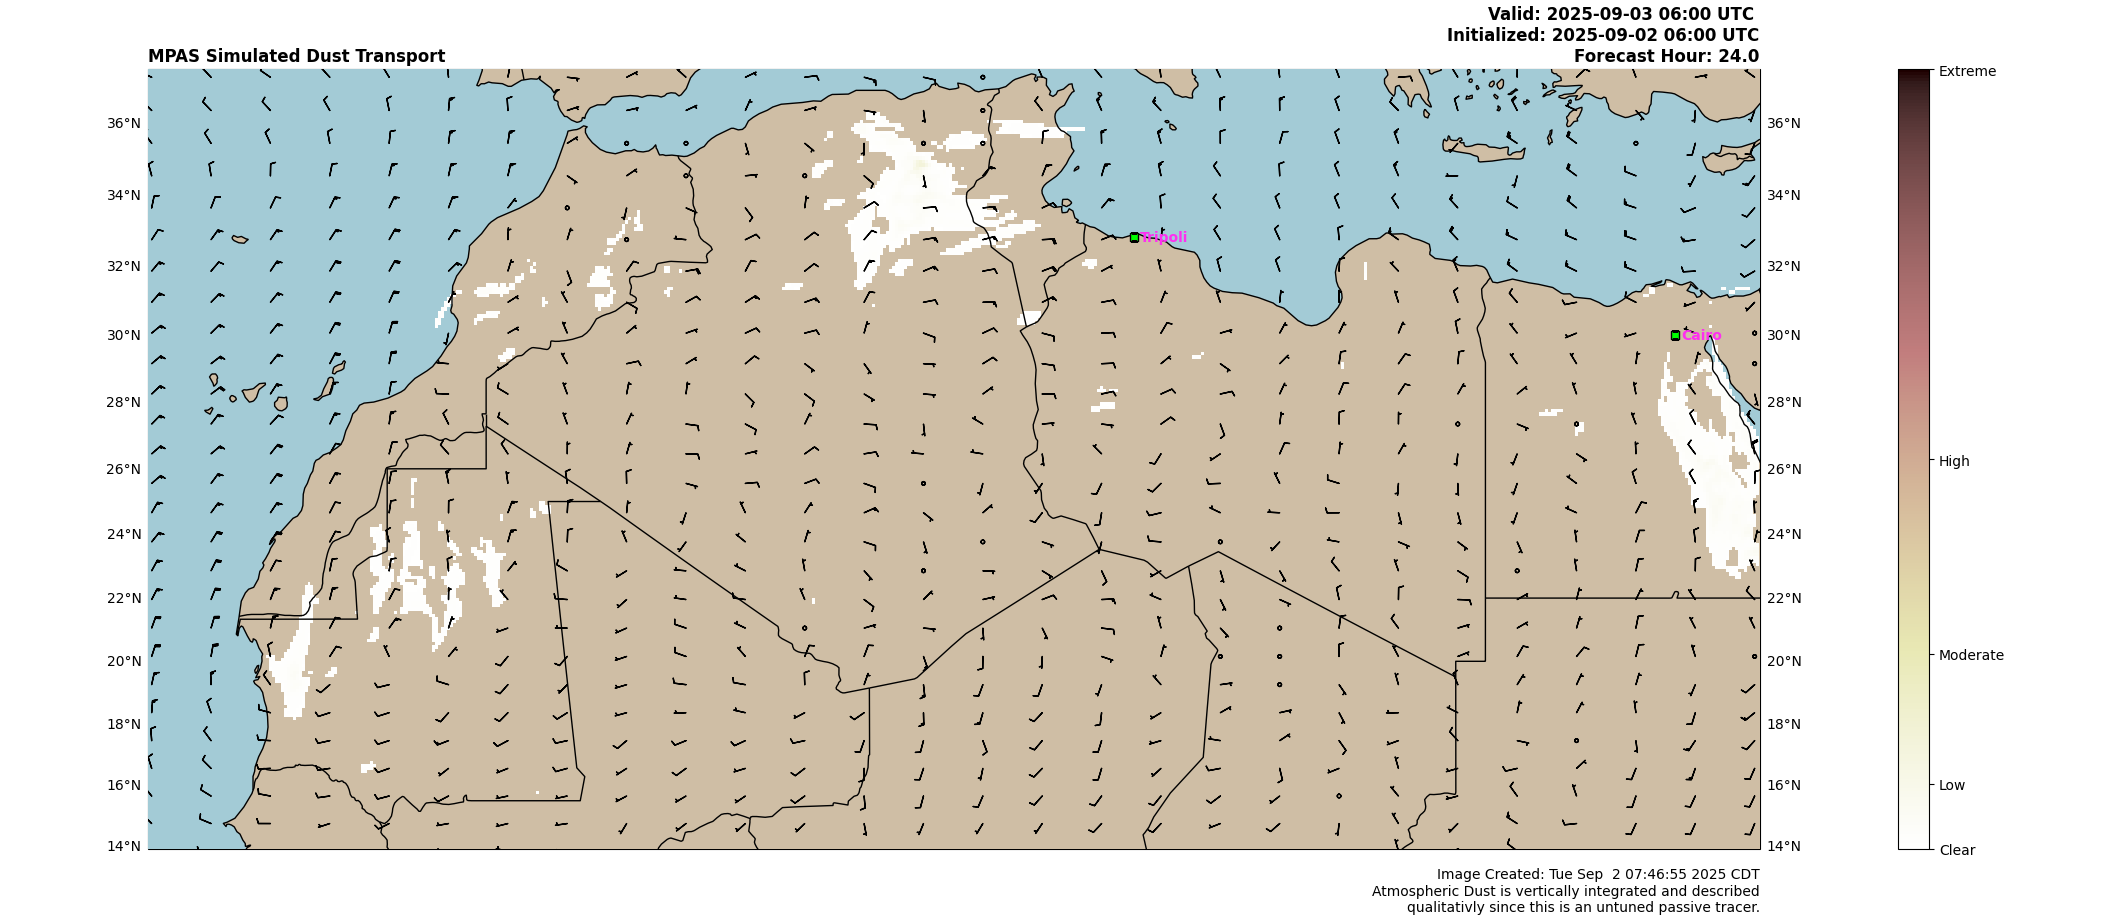 Valid: 2025-09-03 06:00 UTC
Initialized: 2025-09-02 06:00 UTC
MPAS Simulated Dust Transport Forecast Hour: 24.0
Extreme
36°N 36°N
34°N 34°N
Tripoli
32°N 32°N
30°N Cairo 30°N
28°N 28°N
26°N 26°N High
24°N 24°N
22°N 22°N
20°N 20°N Moderate
18°N 18°N
16°N 16°N Low
14°N 14°N Clear
Image Created: Tue Sep  2 07:46:55 2025 CDT
Atmospheric Dust is vertically integrated and described
qualitativly since this is an untuned passive tracer.